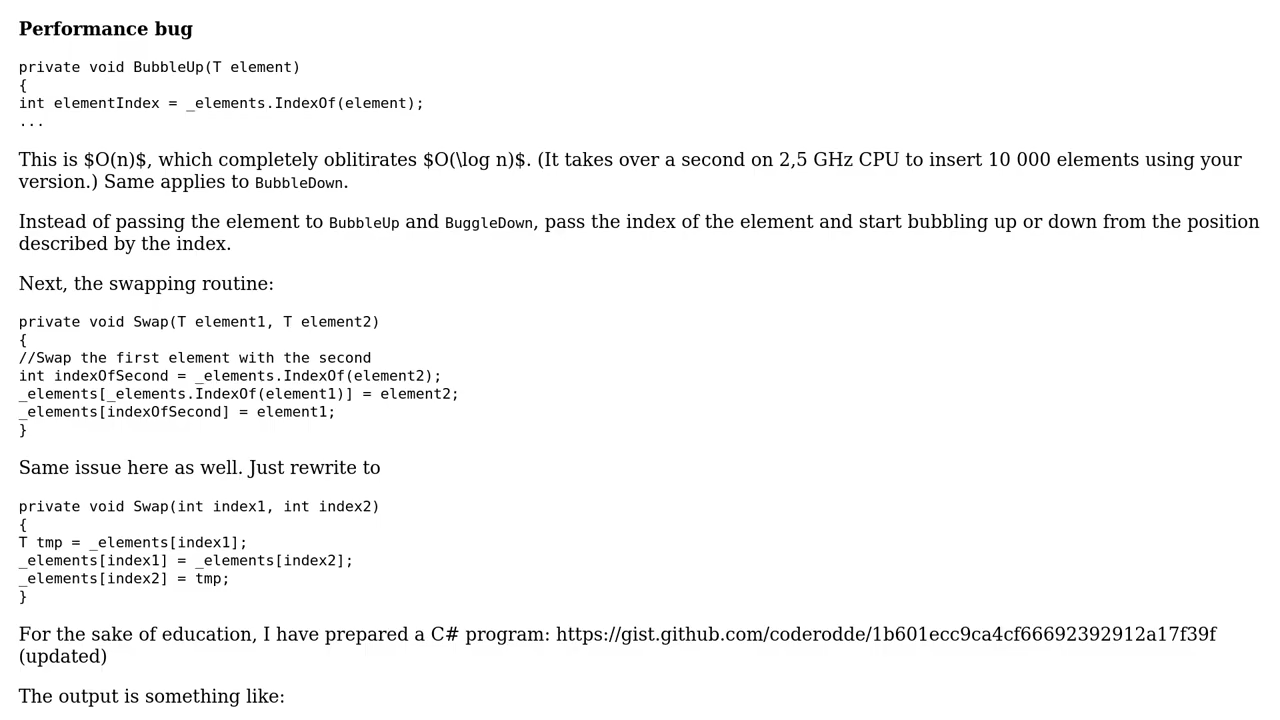 Performance bug
private void BubbleUp(T element)
{
int elementIndex = _elements.IndexOf(element);
...
This is $O(n)$, which completely oblitirates $O(\log n)$. (It takes over a second on 2,5 GHz CPU to insert 10 000 elements using your
version.) Same applies to BubbleDown.
Instead of passing the element to BubbleUp and BuggleDown, pass the index of the element and start bubbling up or down from the position
described by the index.
Next, the swapping routine:
private void Swap(T element1, T element2)
{
//Swap the first element with the second
int indexOfSecond = _elements.IndexOf(element2);
_elements[_elements.IndexOf(element1)] = element2;
_elements[indexOfSecond] = element1;
}
Same issue here as well. Just rewrite to
private void Swap(int index1, int index2)
{
T tmp = _elements[index1];
_elements[index1] = _elements[index2];
_elements[index2] = tmp;
}
For the sake of education, I have prepared a C# program: https://gist.github.com/coderodde/1b601ecc9ca4cf66692392912a17f39f
(updated)
The output is something like: